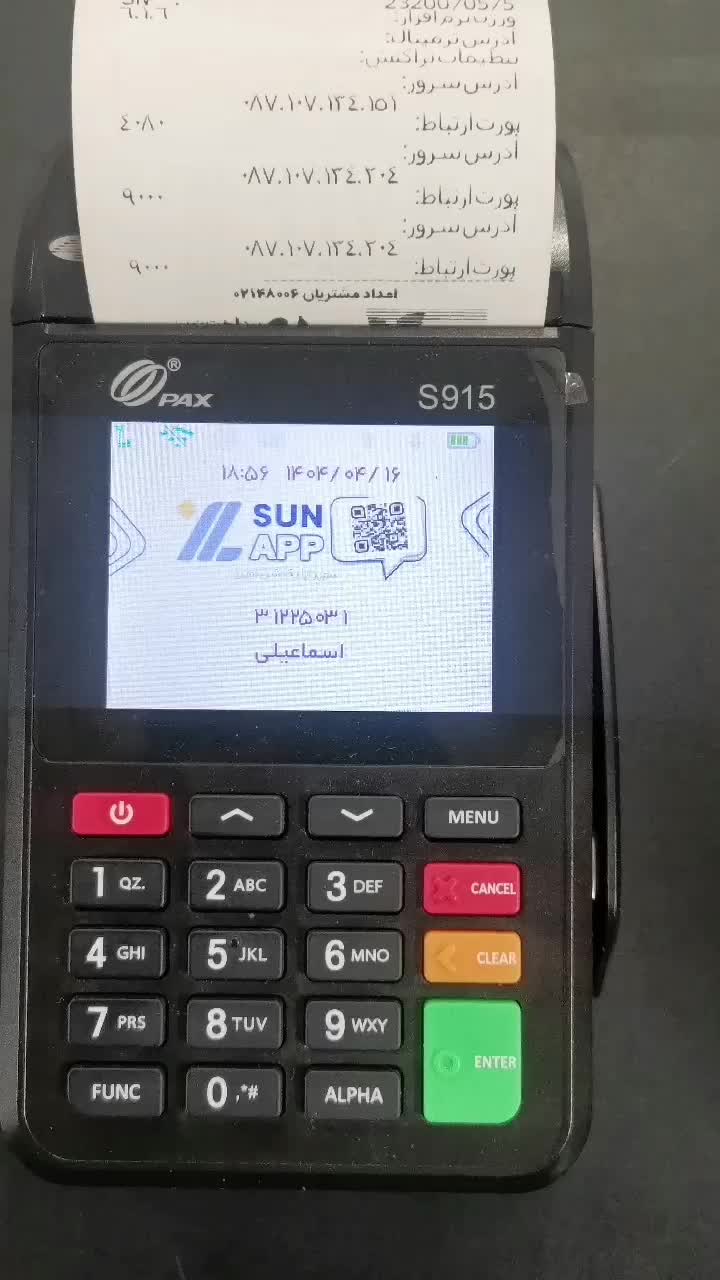 23200/0575
۶.۱.۶
ورژن نرم افزار:
آدرس ترمینال:
تنظیمات تراکنش:
آدرس سرور:
۰۸۷.۱۰۷.۱۳۴.۱۵۱
پورت ارتباط: ۴۰۸۰
آدرس سرور:
۰۸۷.۱۰۷.۱۳۴.۲۰۴
پورت ارتباط: ۹۰۰۰
آدرس سرور:
۰۸۷.۱۰۷.۱۳۴.۲۰۴
پورت ارتباط: ۹۰۰۰
امداد مشتریان ۰۲۱۴۸۰۰۶
PAX® S915
۱۸:۵۶ ۱۴۰۴/۰۴/۱۶
SUN
APP
۳۱۲۲۵۰۳۱
اسماعیلی
MENU
1 QZ. 2 ABC 3 DEF CANCEL
4 GHI 5 JKL 6 MNO CLEAR
7 PRS 8 TUV 9 WXY ENTER
FUNC 0 ,*# ALPHA